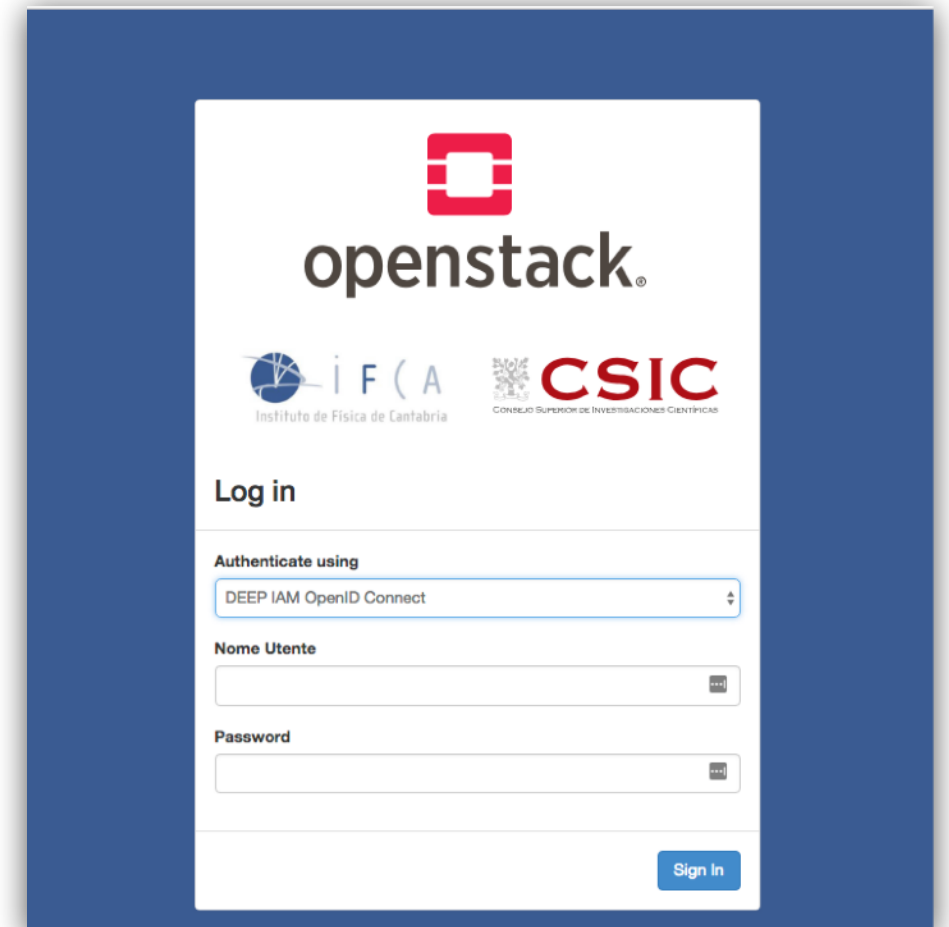 openstack.®
iFCA
Instituto de Física de Cantabria
CSIC
CONSEJO SUPERIOR DE INVESTIGACIONES CIENTÍFICAS
Log in
Authenticate using
DEEP IAM OpenID Connect
Nome Utente
Password
Sign In